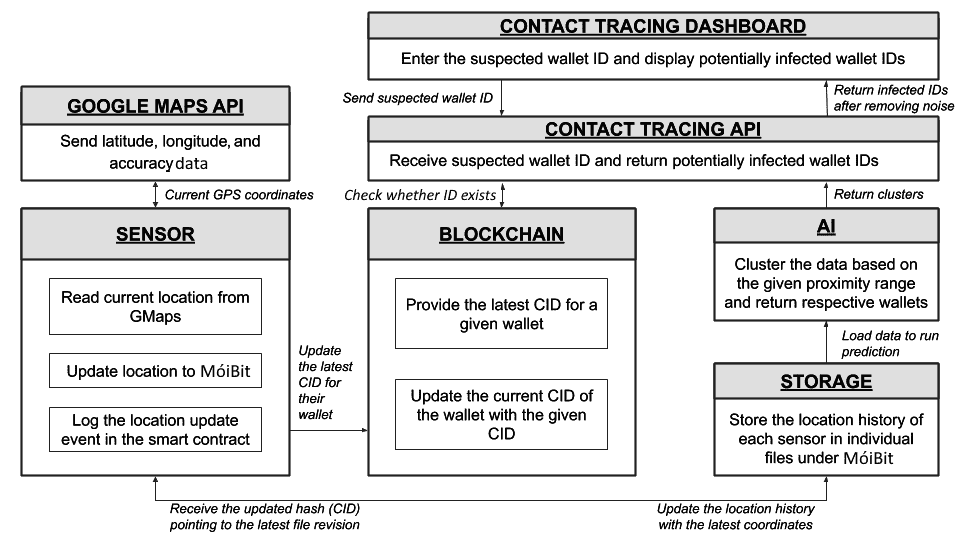 CONTACT TRACING DASHBOARD
Enter the suspected wallet ID and display potentially infected wallet IDs
Send suspected wallet ID
Return infected IDs
after removing noise
GOOGLE MAPS API
Send latitude, longitude, and
accuracy data
CONTACT TRACING API
Receive suspected wallet ID and return potentially infected wallet IDs
Current GPS coordinates
Check whether ID exists
Return clusters
SENSOR
Read current location from
GMaps
Update location to MóiBit
Log the location update
event in the smart contract
Update
the latest
CID for
their
wallet
BLOCKCHAIN
Provide the latest CID for a
given wallet
Update the current CID of
the wallet with the given
CID
AI
Cluster the data based on
the given proximity range
and return respective wallets
Load data to run
prediction
STORAGE
Store the location history of
each sensor in individual
files under MóiBit
Receive the updated hash (CID)
pointing to the latest file revision
Update the location history
with the latest coordinates